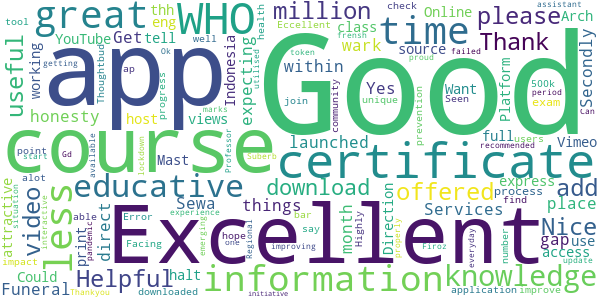 great WHO million time please
thh eng tell Get class Online check assistant Arch
tool YouTube Eccellent health
useful working getting app Good Thank
Ok well Indonesia expecting source token frensh failed
ap Thoughtbud wark within Yes Want Seen Platform exam Secondly
honesty host progress utilised join unique proud 500k period Can
views marks community recommended
course launched prevention full users Vimeo
point Mast Professor
Gd start available lockdown Suberb certificate
less educative offered express add
attractive video alot Sewa download process find place
situation interactive able print direct things month Services Nice
impact pandemic Error experience bar Highly Direction gap use
Facing emerging say number access
Could hope one Regional improving Excellent Firoz properly everyday update
Funeral Helpful halt information knowledge
Thankyou downloaded initiative application improve